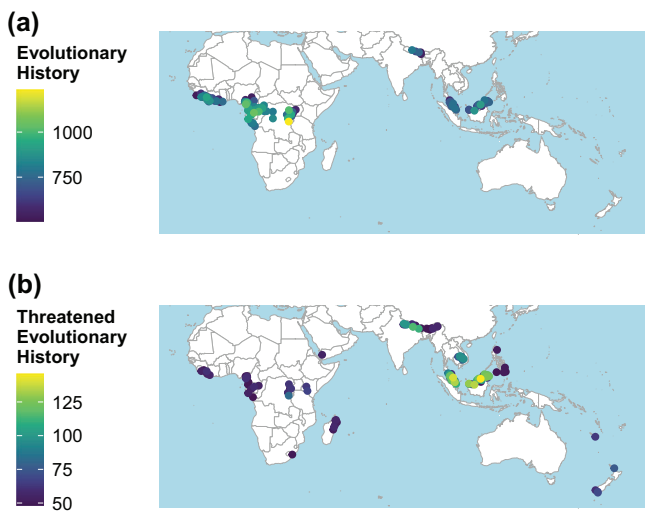 (a)
Evolutionary
History
1000
750
(b)
Threatened
Evolutionary
History
125
100
75
50